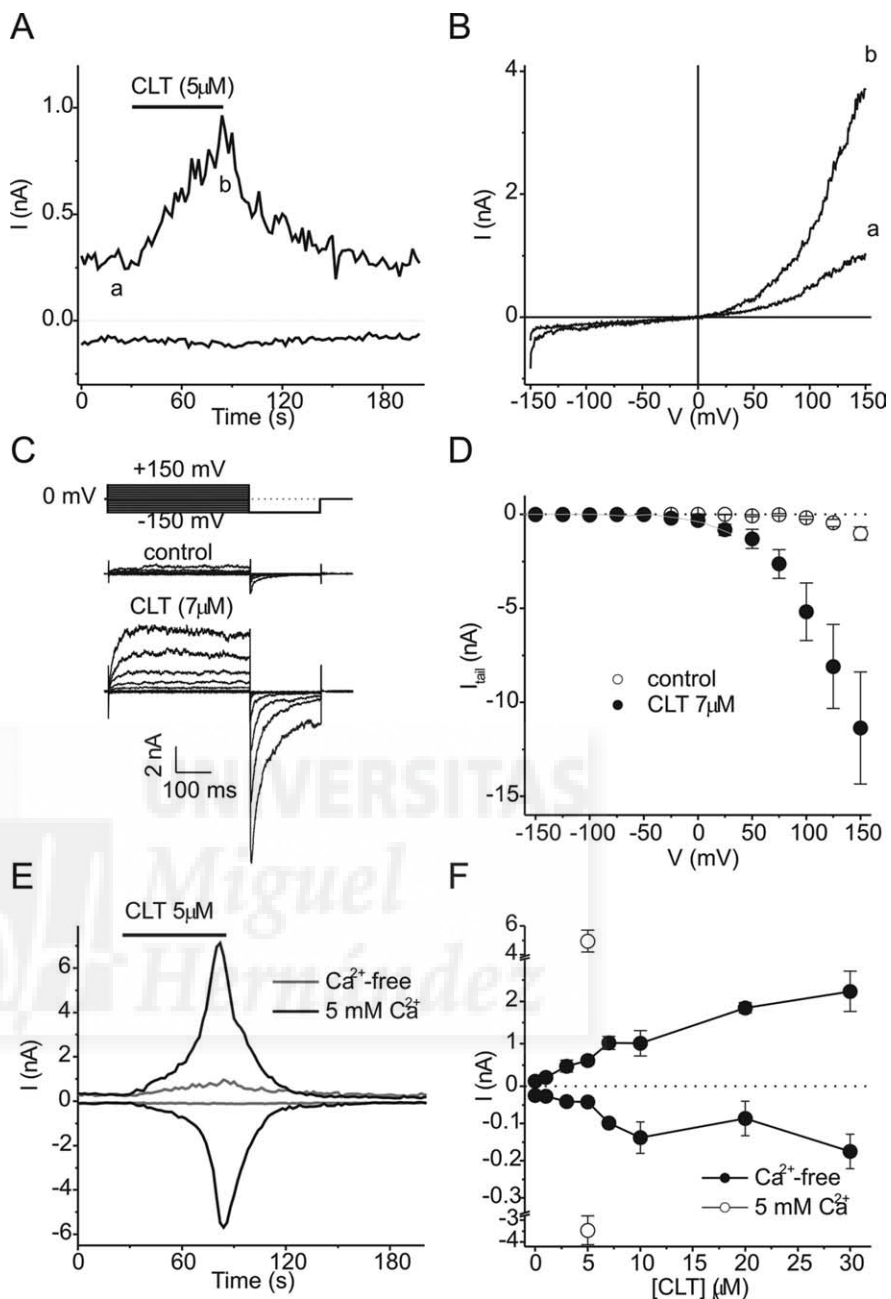 A
CLT (5µM)
I (nA)
1.0
0.5
0.0
a
b
0
60
120
180
Time (s)
B
I (nA)
4
2
0
b
a
-150
-100
-50
0
50
100
150
V (mV)
C
+150 mV
0 mV
-150 mV
control
CLT (7µM)
2 nA
100 ms
D
I tail (nA)
0
-5
-10
-15
control
CLT 7µM
-150
-100
-50
0
50
100
150
V (mV)
UNIVERSITAS
Miguel
Hernández
E
CLT 5µM
I (nA)
6
4
2
0
-2
-4
-6
Ca²⁺-free
5 mM Ca²⁺
0
60
120
180
Time (s)
F
I (nA)
6
4
2
1
0
-0.1
-0.2
-0.3
-3
-4
Ca²⁺-free
5 mM Ca²⁺
0
5
10
15
20
25
30
[CLT] (µM)